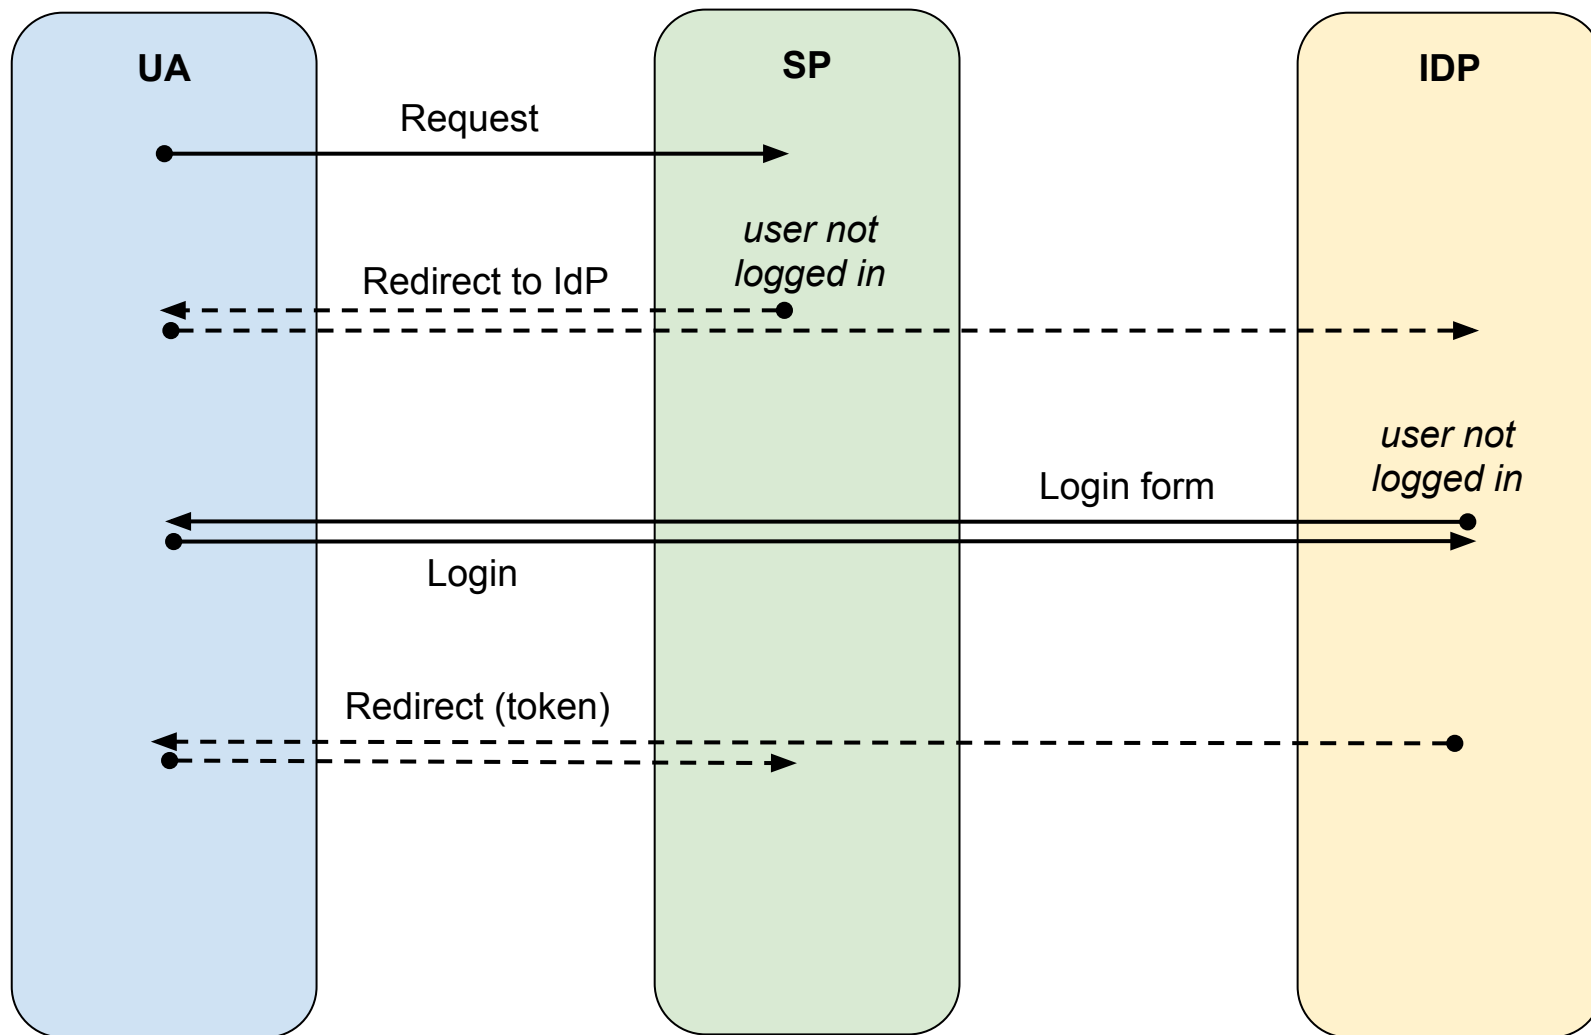 UA
SP
IDP
Request
user not
logged in
Redirect to IdP
user not
logged in
Login form
Login
Redirect (token)